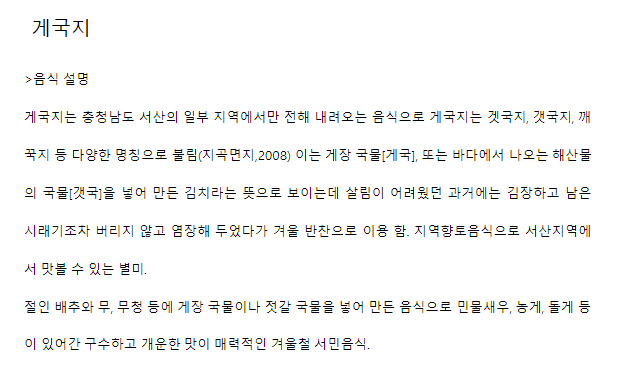 게국지
>음식 설명
게국지는 충청남도 서산의 일부 지역에서만 전해 내려오는 음식으로 게국지는 겟국지, 갯국지, 깨
꾹지 등 다양한 명칭으로 불림(지곡면지,2008) 이는 게장 국물[게국], 또는 바다에서 나오는 해산물
의 국물[갯국]을 넣어 만든 김치라는 뜻으로 보이는데 살림이 어려웠던 과거에는 김장하고 남은
시래기조차 버리지 않고 염장해 두었다가 겨울 반찬으로 이용 함. 지역향토음식으로 서산지역에
서 맛볼 수 있는 별미.
절인 배추와 무, 무청 등에 게장 국물이나 젓갈 국물을 넣어 만든 음식으로 민물새우, 농게, 돌게 등
이 있어간 구수하고 개운한 맛이 매력적인 겨울철 서민음식.